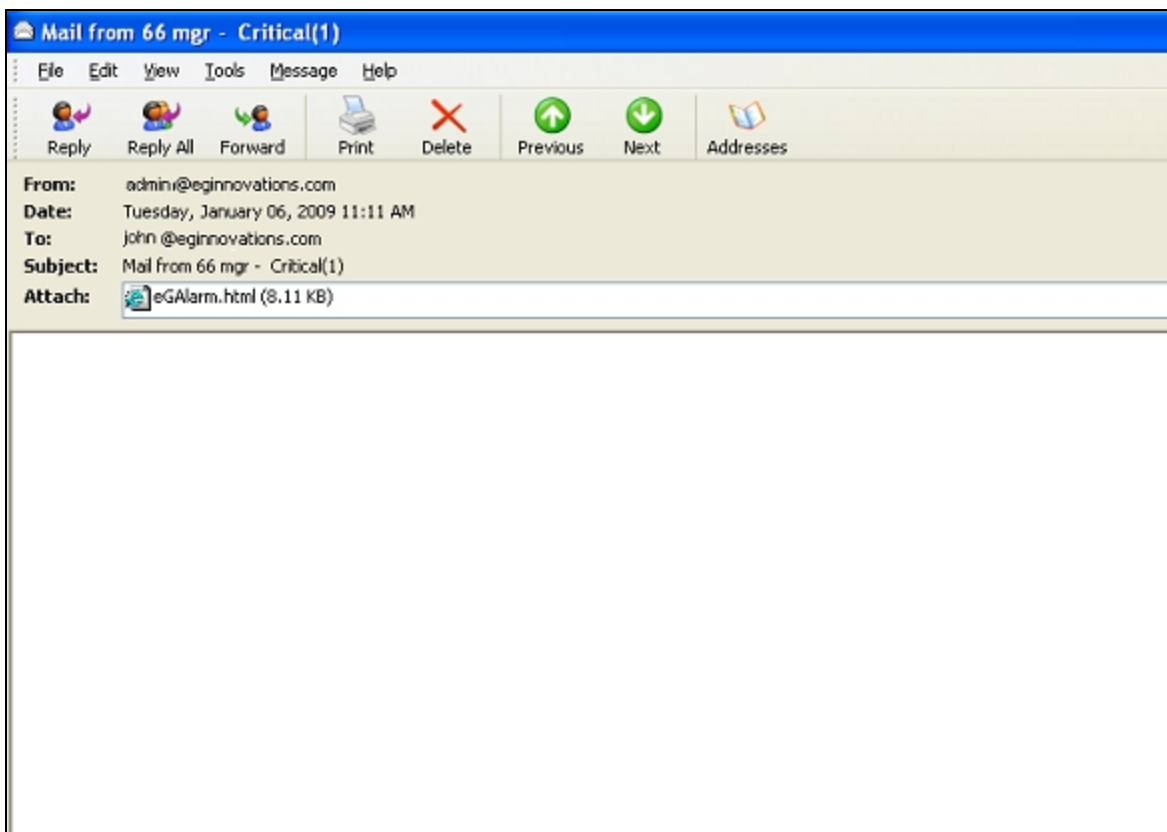 Mail from 66 mgr - Critical(1)
File Edit View Tools Message Help
Reply Reply All Forward Print Delete Previous Next Addresses
From: admin@eginnovations.com
Date: Tuesday, January 06, 2009 11:11 AM
To: john @eginnovations.com
Subject: Mail from 66 mgr - Critical(1)
Attach: eGAlarm.html (8.11 KB)